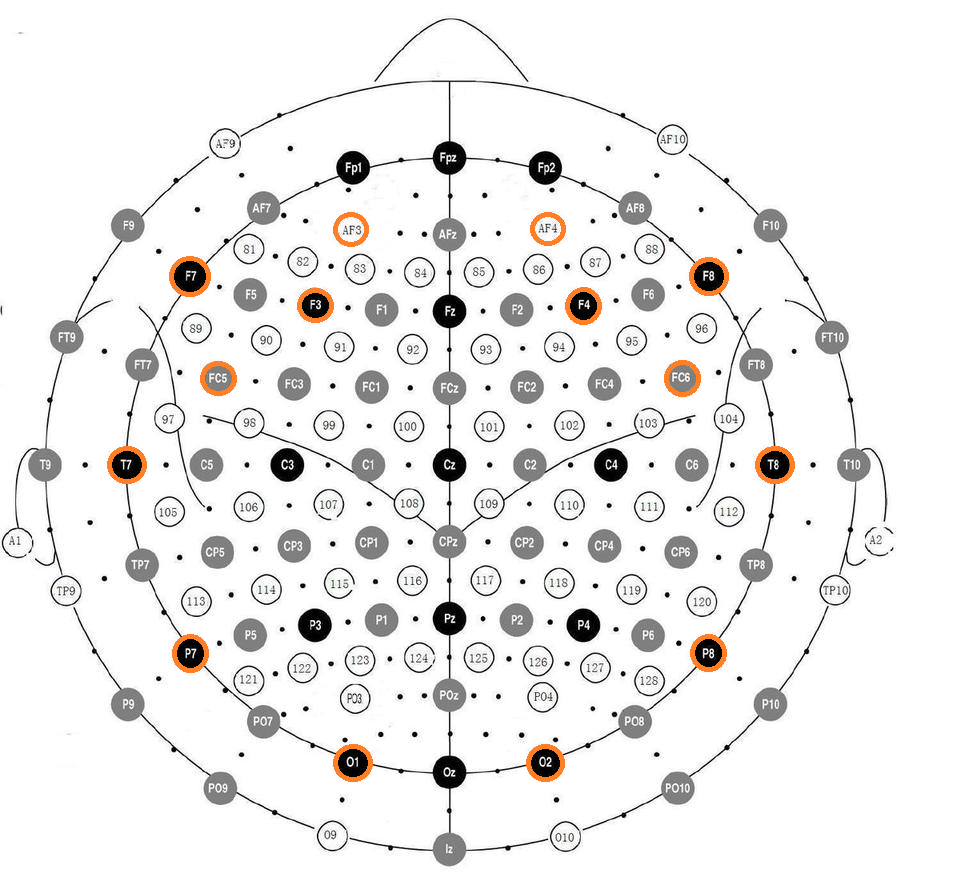 AF9 AF10
Fp1 Fpz Fp2
AF7 AF8
F9 AF3 AFz AF4 F10
81 82 83 84 85 86 87 88
F7 F5 F3 F1 Fz F2 F4 F6 F8
89 90 91 92 93 94 95 96
FT9 FT10
FT7 FC5 FC3 FC1 FCz FC2 FC4 FC6 FT8
97 98 99 100 101 102 103 104
T9 T7 C5 C3 C1 Cz C2 C4 C6 T8 T10
105 106 107 108 109 110 111 112
A1 A2
TP7 CP5 CP3 CP1 CPz CP2 CP4 CP6 TP8
TP9 TP10
113 114 115 116 117 118 119 120
P5 P3 P1 Pz P2 P4 P6
P7 P8
121 122 123 124 125 126 127 128
P9 PO3 POz PO4 P10
PO7 PO8
O1 Oz O2
PO9 PO10
O9 Iz O10